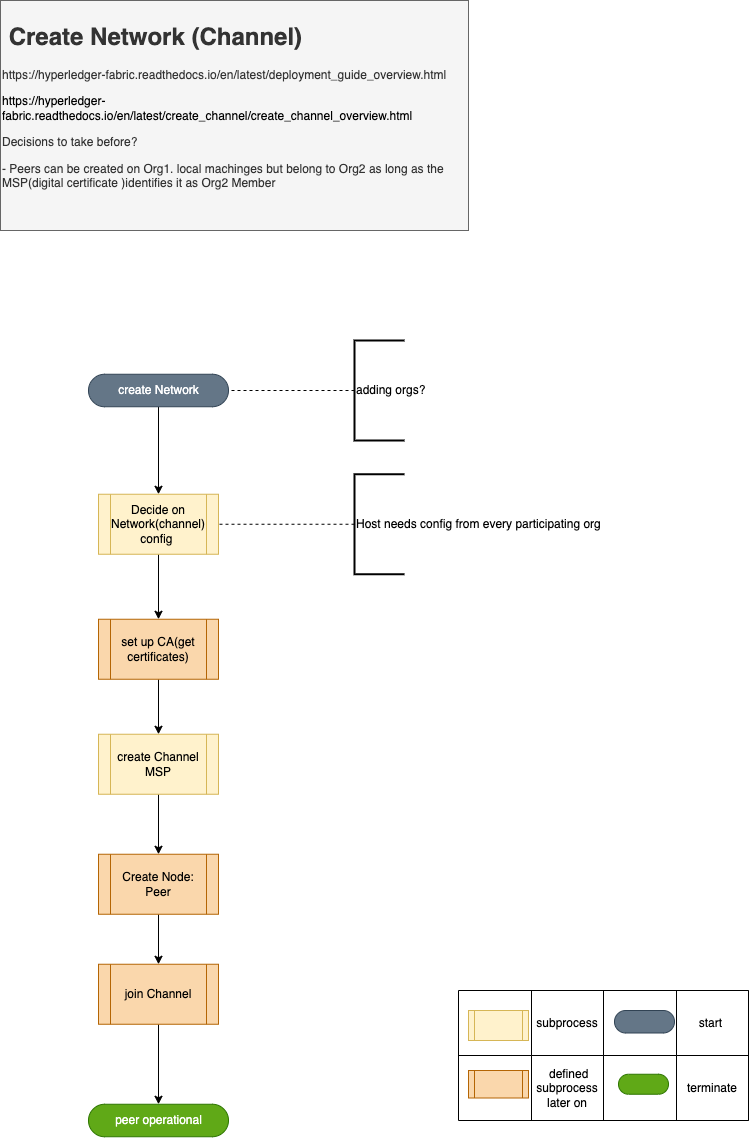 Create Network (Channel)
https://hyperledger-fabric.readthedocs.io/en/latest/deployment_guide_overview.html
https://hyperledger-
fabric.readthedocs.io/en/latest/create_channel/create_channel_overview.html
Decisions to take before?
- Peers can be created on Org1. local machinges but belong to Org2 as long as the
MSP(digital certificate )identifies it as Org2 Member
create Network
adding orgs?
Decide on
Network(channel)
config
Host needs config from every participating org
set up CA(get
certificates)
create Channel
MSP
Create Node:
Peer
join Channel
peer operational
subprocess
start
defined
subprocess
later on
terminate